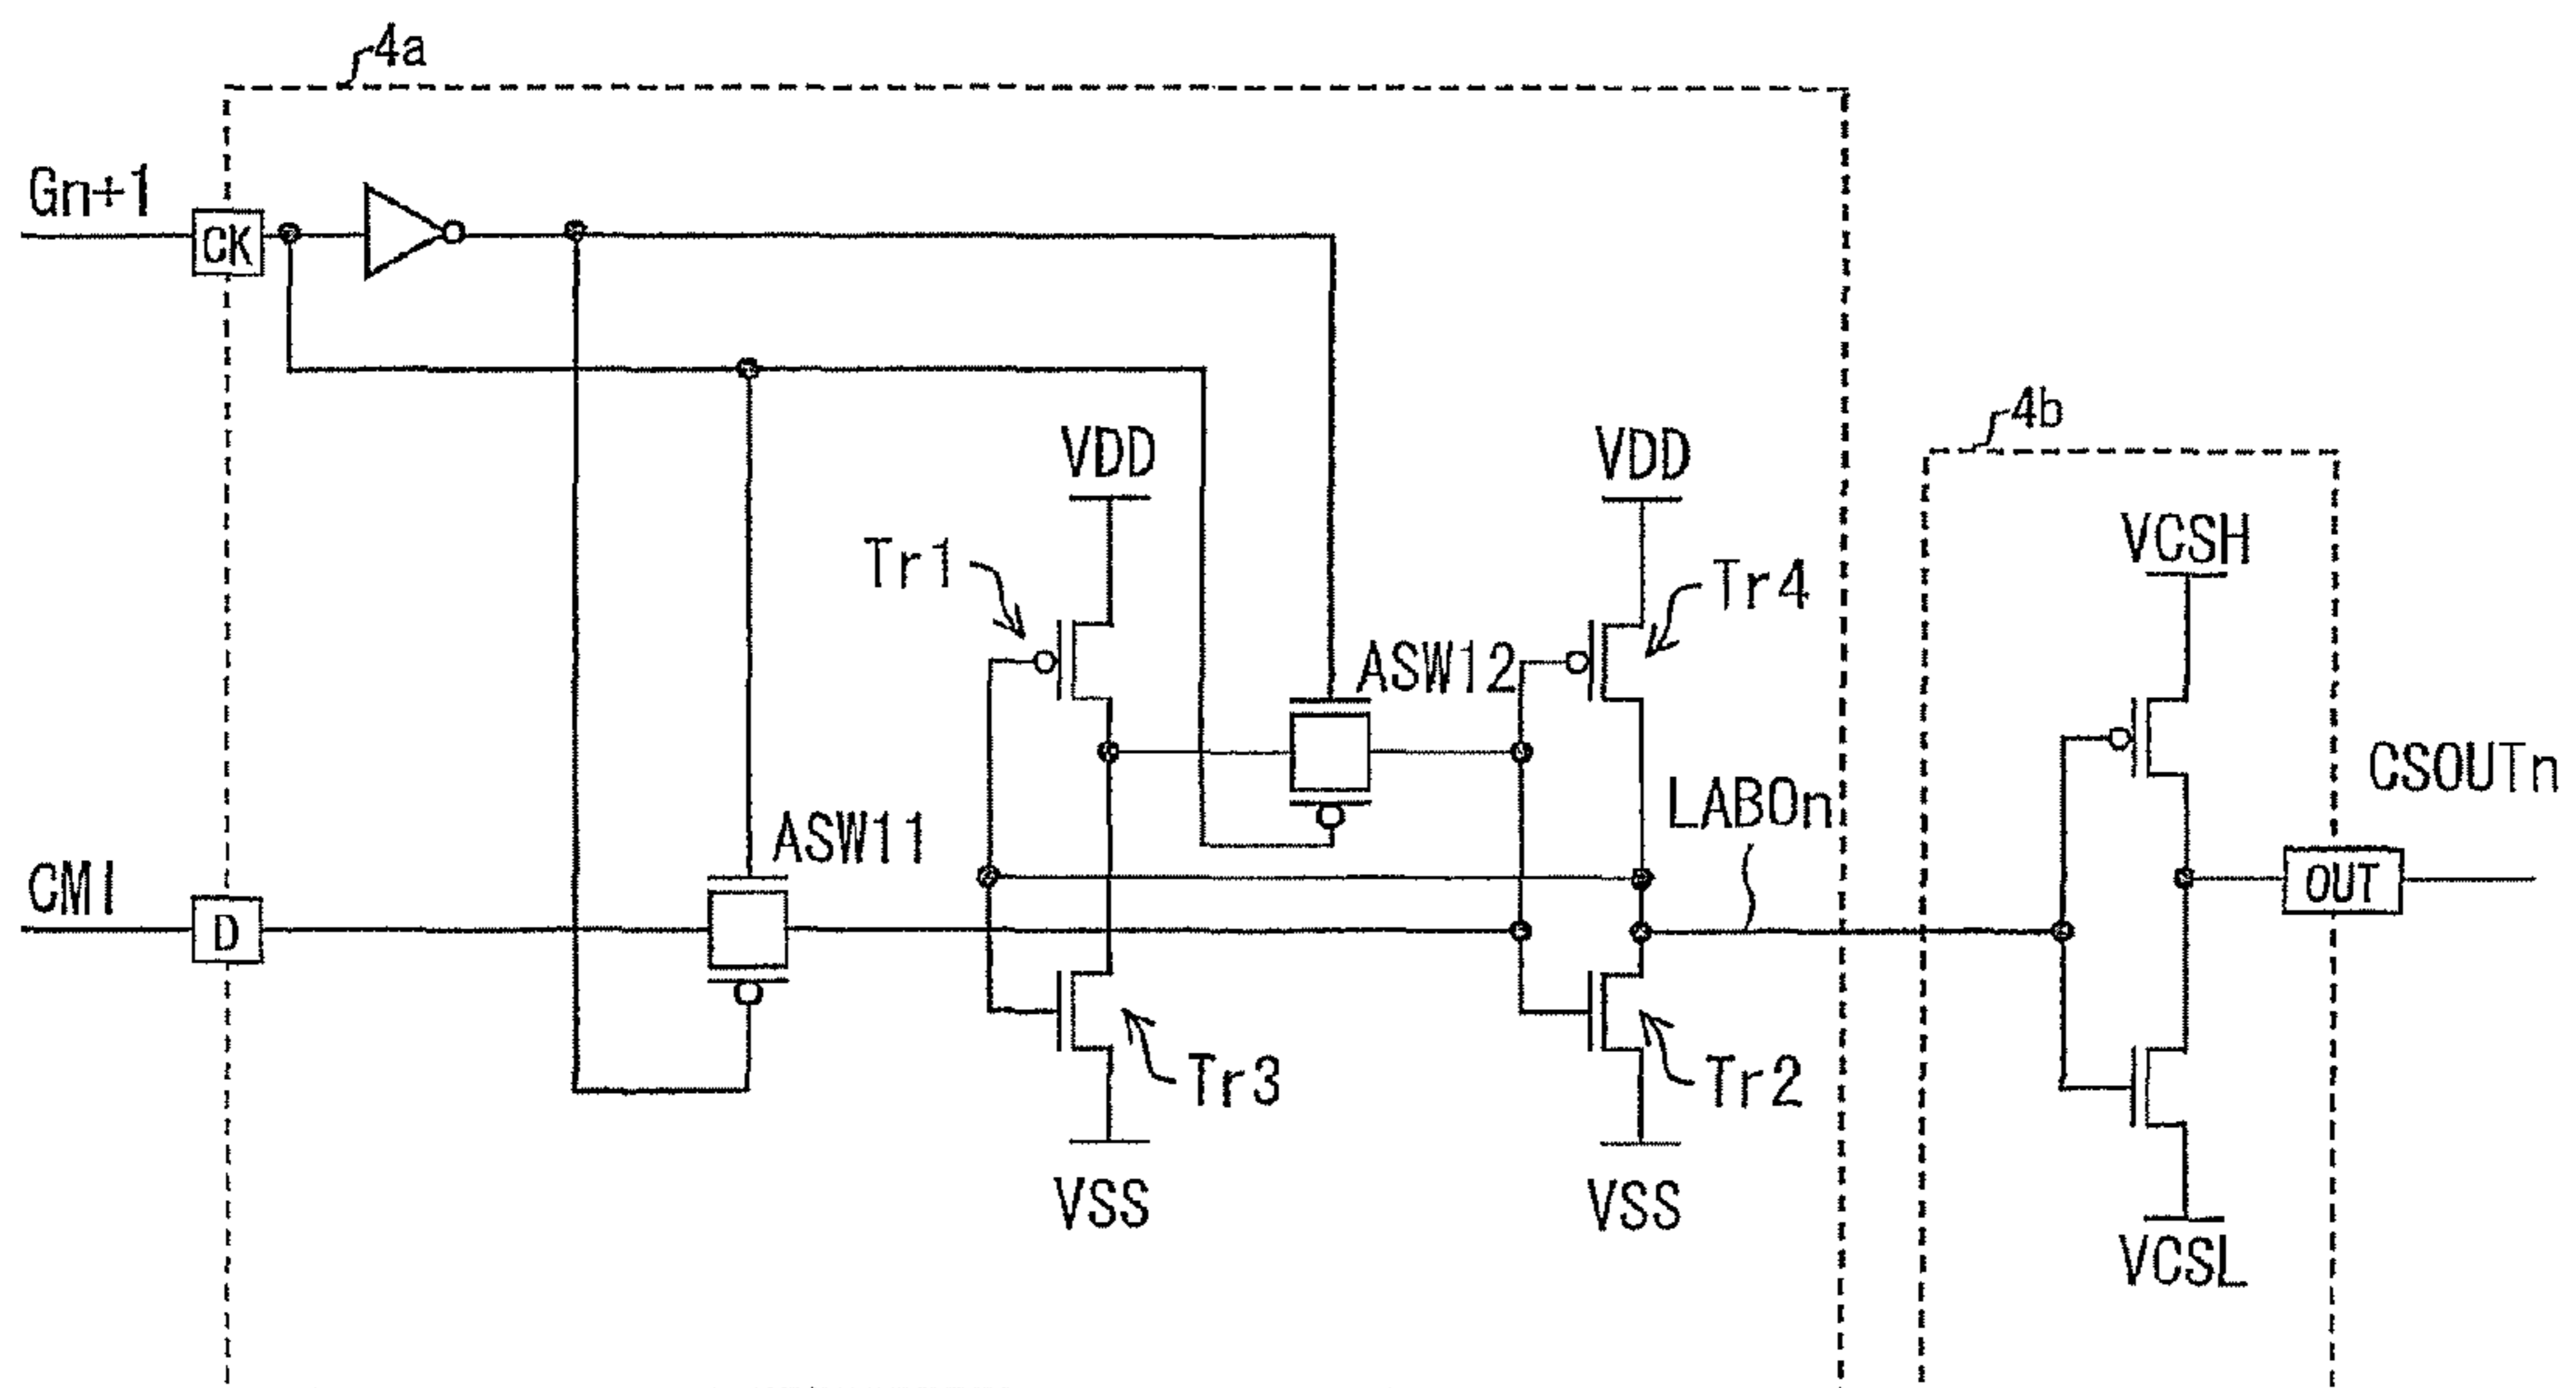 4a
Gn+1
CK
4b
VDD
VDD
VCSH
Tr1
Tr4
ASW12
CSOUTn
LABOn
ASW11
CMI
D
OUT
Tr3
Tr2
VSS
VSS
VCSL